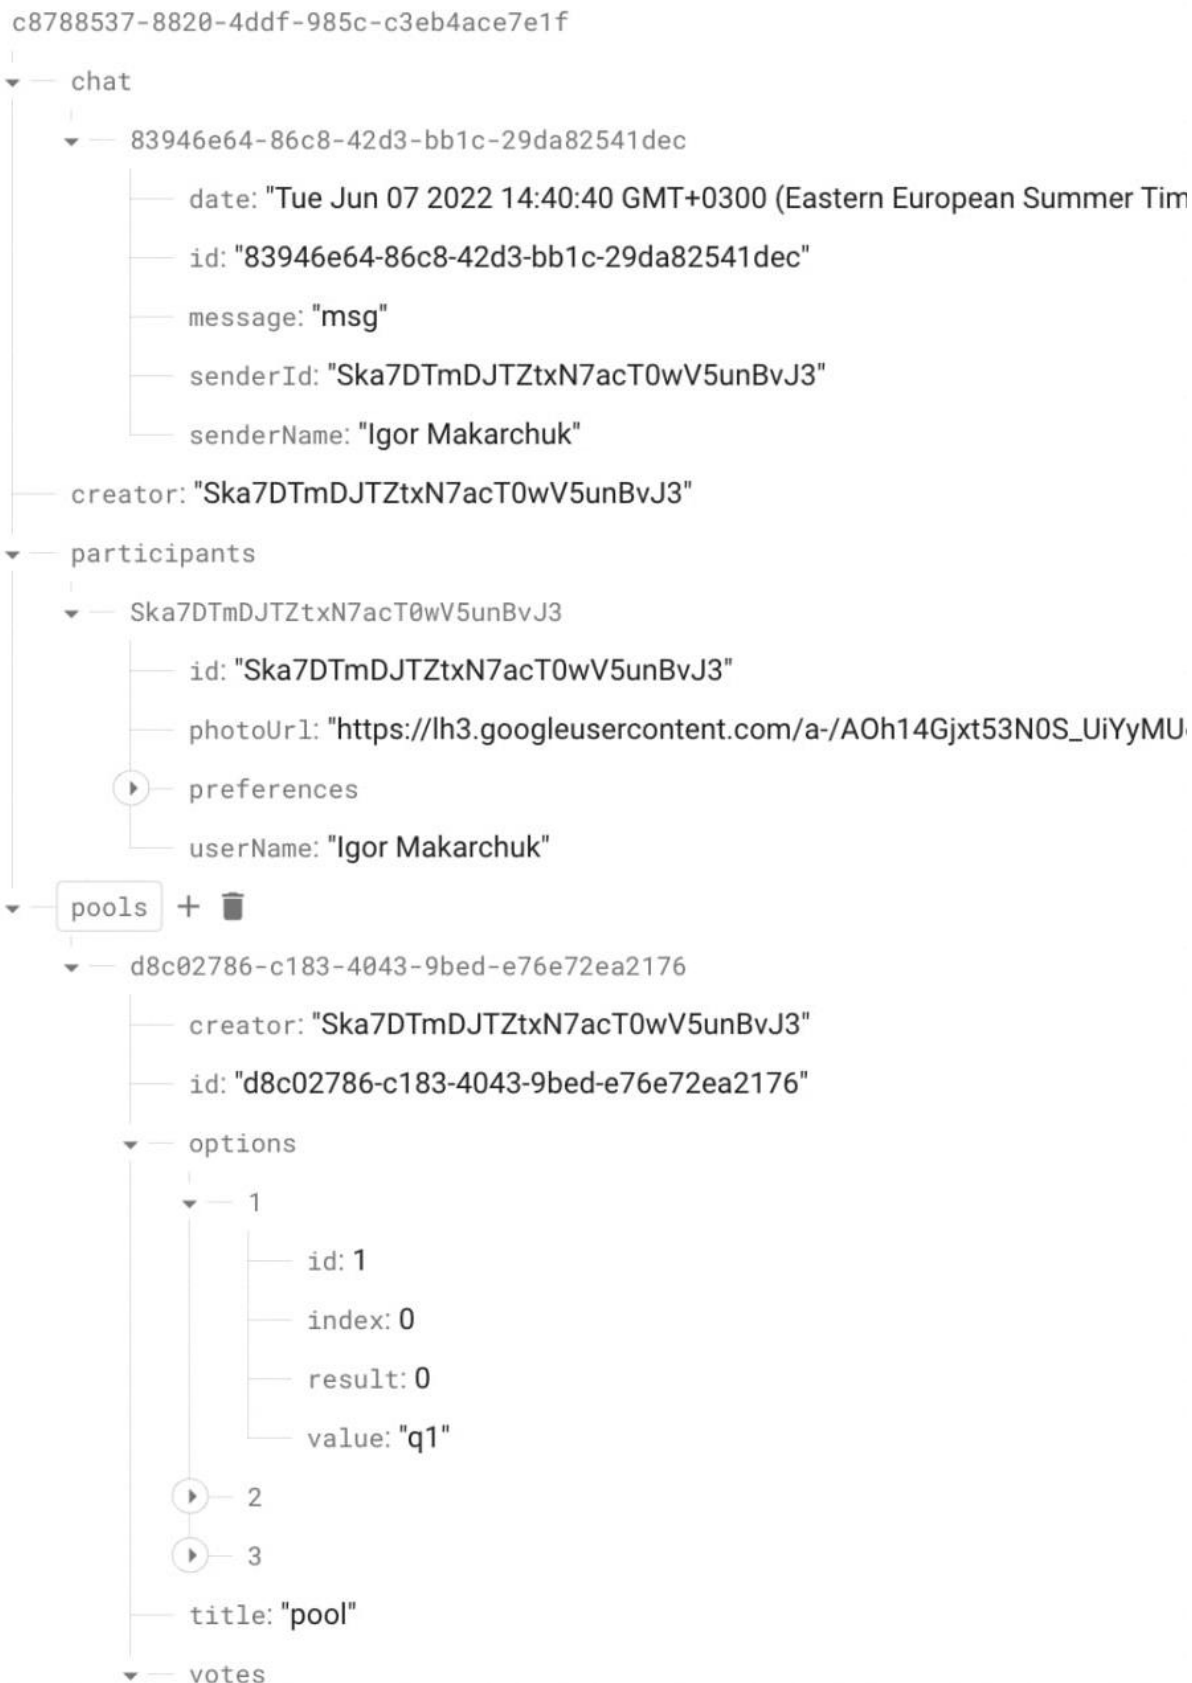 c8788537-8820-4ddf-985c-c3eb4ace7e1f
chat
83946e64-86c8-42d3-bb1c-29da82541dec
date: "Tue Jun 07 2022 14:40:40 GMT+0300 (Eastern European Summer Tim
id: "83946e64-86c8-42d3-bb1c-29da82541dec"
message: "msg"
senderId: "Ska7DTmDJTZtxN7acT0wV5unBvJ3"
senderName: "Igor Makarchuk"
creator: "Ska7DTmDJTZtxN7acT0wV5unBvJ3"
participants
Ska7DTmDJTZtxN7acT0wV5unBvJ3
id: "Ska7DTmDJTZtxN7acT0wV5unBvJ3"
photoUrl: "https://lh3.googleusercontent.com/a-/AOh14Gjxt53N0S_UiYyMU
preferences
userName: "Igor Makarchuk"
pools
d8c02786-c183-4043-9bed-e76e72ea2176
creator: "Ska7DTmDJTZtxN7acT0wV5unBvJ3"
id: "d8c02786-c183-4043-9bed-e76e72ea2176"
options
1
id: 1
index: 0
result: 0
value: "q1"
2
3
title: "pool"
votes